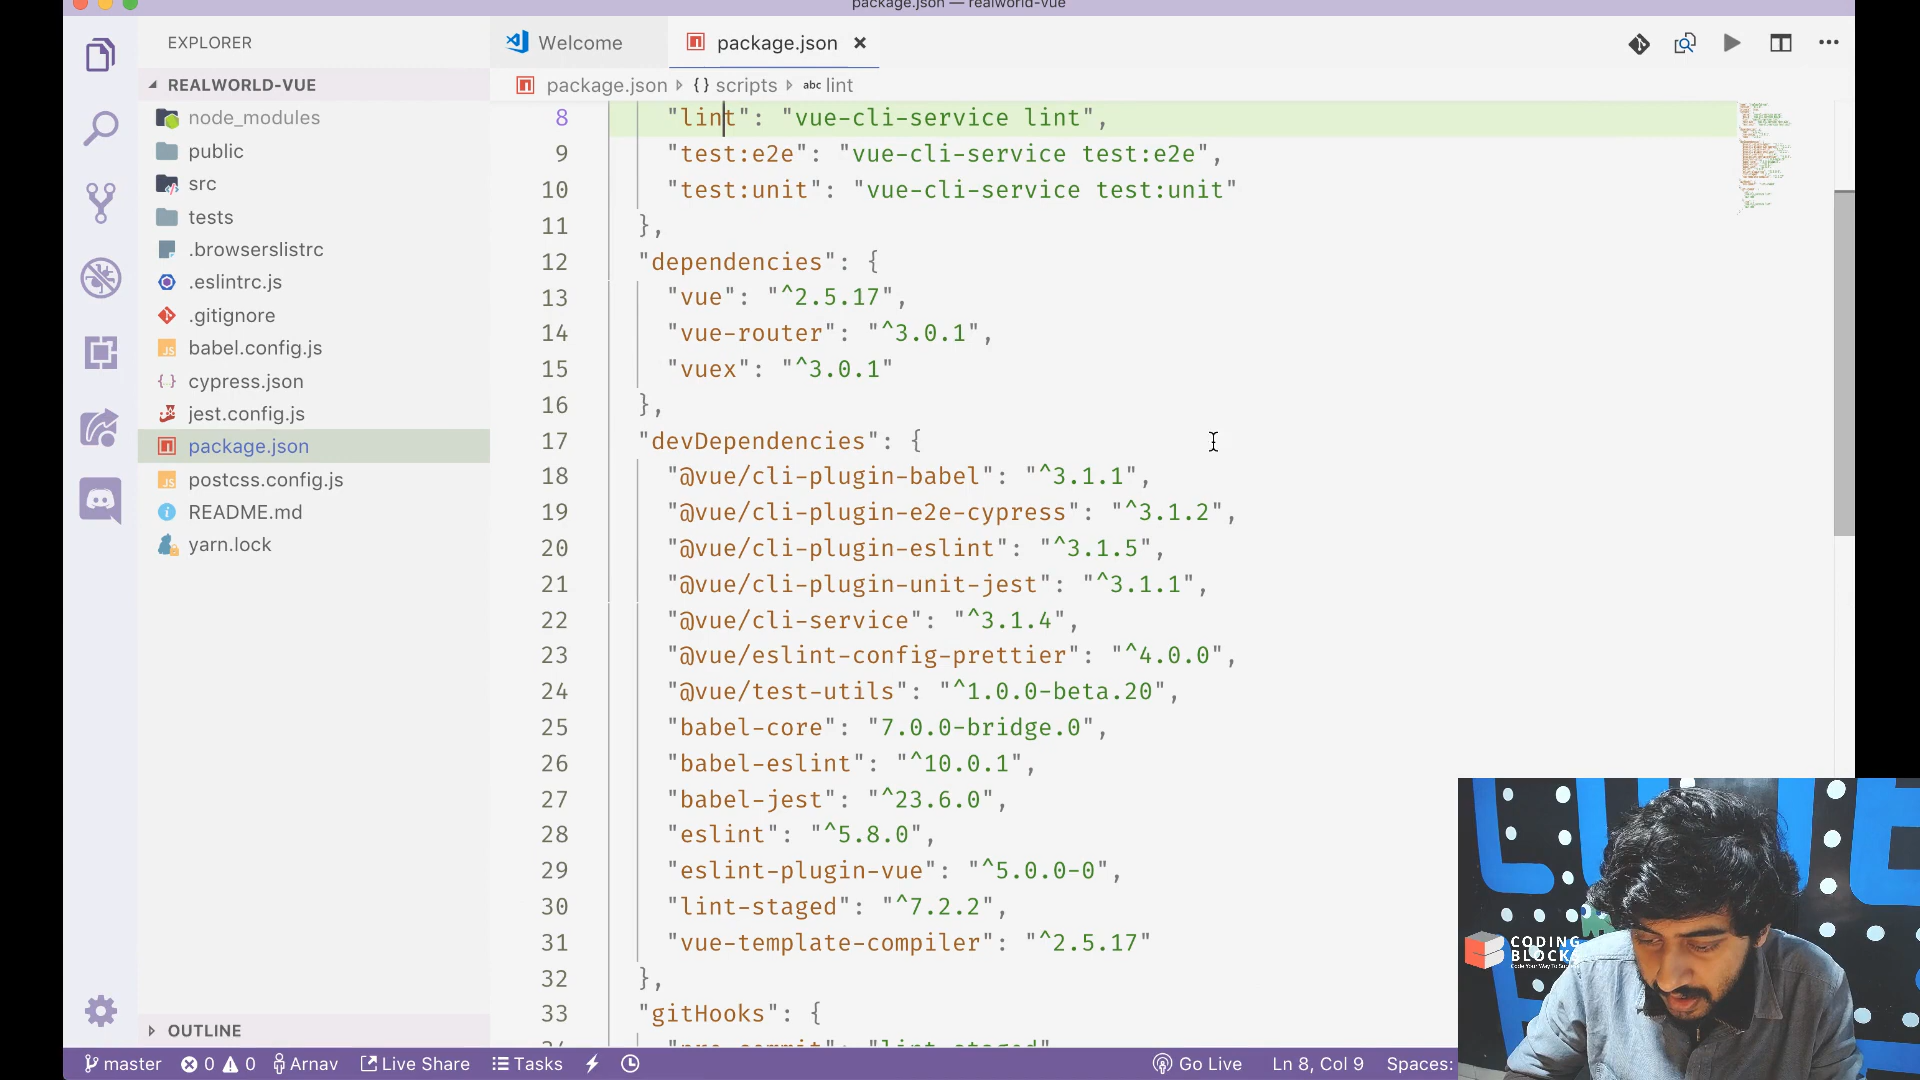 package.json — realworld-vue
EXPLORER
Welcome
package.json
REALWORLD-VUE
package.json
{ } scripts
abc lint
node_modules
public
src
tests
.browserslistrc
.eslintrc.js
.gitignore
babel.config.js
cypress.json
jest.config.js
package.json
postcss.config.js
README.md
yarn.lock
OUTLINE
8 "lint": "vue-cli-service lint",
9 "test:e2e": "vue-cli-service test:e2e",
10 "test:unit": "vue-cli-service test:unit"
11 },
12 "dependencies": {
13 "vue": "^2.5.17",
14 "vue-router": "^3.0.1",
15 "vuex": "^3.0.1"
16 },
17 "devDependencies": {
18 "@vue/cli-plugin-babel": "^3.1.1",
19 "@vue/cli-plugin-e2e-cypress": "^3.1.2",
20 "@vue/cli-plugin-eslint": "^3.1.5",
21 "@vue/cli-plugin-unit-jest": "^3.1.1",
22 "@vue/cli-service": "^3.1.4",
23 "@vue/eslint-config-prettier": "^4.0.0",
24 "@vue/test-utils": "^1.0.0-beta.20",
25 "babel-core": "7.0.0-bridge.0",
26 "babel-eslint": "^10.0.1",
27 "babel-jest": "^23.6.0",
28 "eslint": "^5.8.0",
29 "eslint-plugin-vue": "^5.0.0-0",
30 "lint-staged": "^7.2.2",
31 "vue-template-compiler": "^2.5.17"
32 },
33 "gitHooks": {
CODING
BLOCKS
master
0
0
Arnav
Live Share
Tasks
Go Live
Ln 8, Col 9
Spaces: